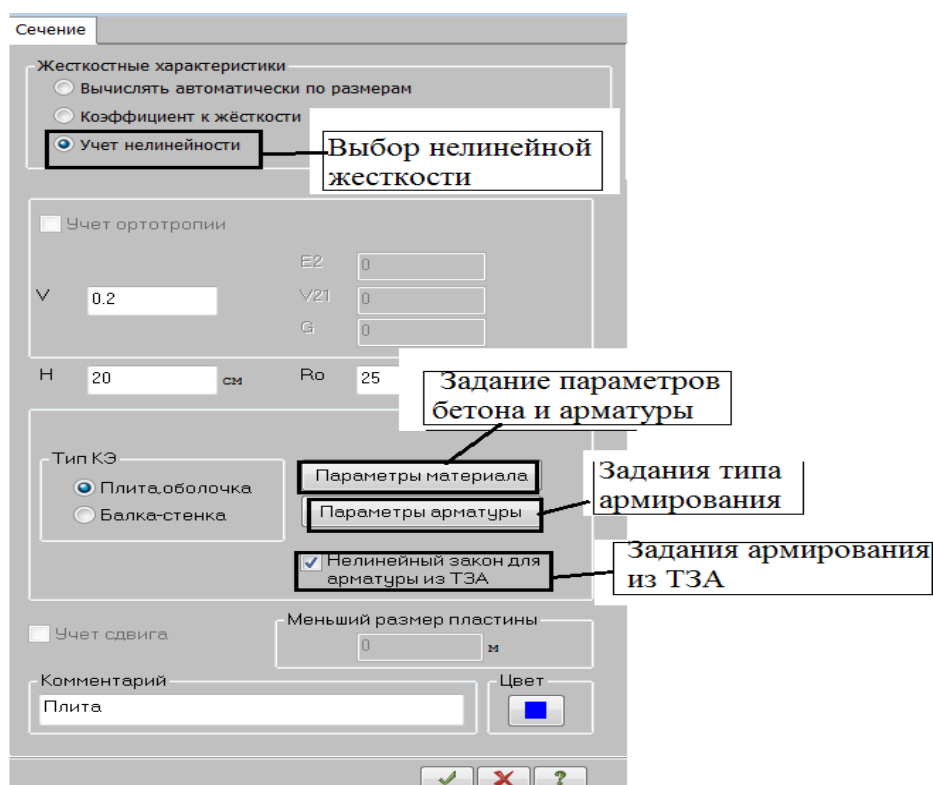 Сечение
Жесткостные характеристики
Вычислять автоматически по размерам
Коэффициент к жёсткости
Учет нелинейности
Выбор нелинейной
жесткости
Учет ортотропии
E2 0
V 0.2 V21 0
G 0
H 20 см Ro 25
Задание параметров
бетона и арматуры
Тип КЭ
Плита,оболочка
Балка-стенка
Параметры материала
Параметры арматуры
Задания типа
армирования
Нелинейный закон для
арматуры из ТЗА
Задания армирования
из ТЗА
Учет сдвига
Меньший размер пластины
0 м
Комментарий
Плита
Цвет
?